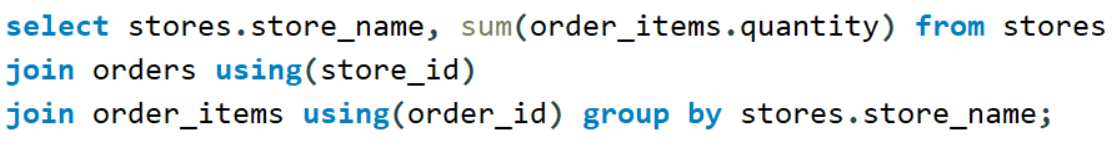 select stores.store_name, sum(order_items.quantity) from stores
join orders using(store_id)
join order_items using(order_id) group by stores.store_name;